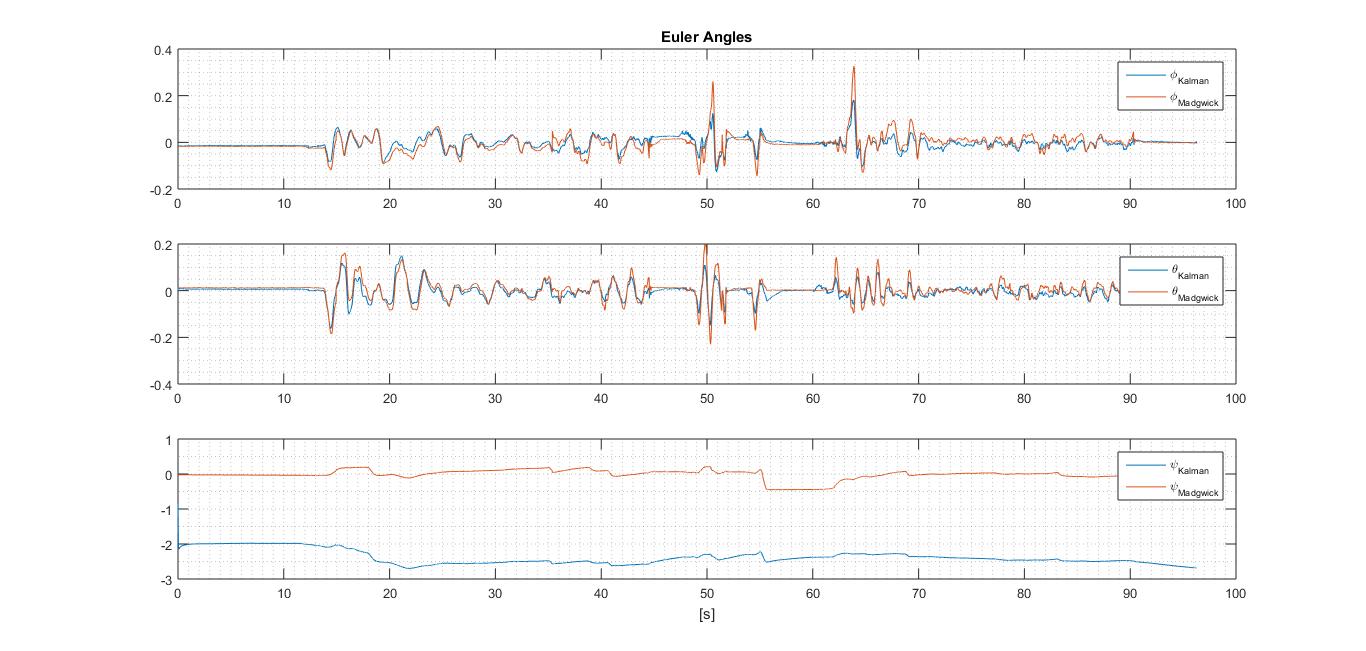 Euler Angles
0.4
0.2
0
-0.2
ϕKalman
ϕMadgwick
0 10 20 30 40 50 60 70 80 90 100
0.2
0
-0.2
-0.4
θKalman
θMadgwick
0 10 20 30 40 50 60 70 80 90 100
1
0
-1
-2
-3
ψKalman
ψMadgwick
0 10 20 30 40 50 60 70 80 90 100
[s]